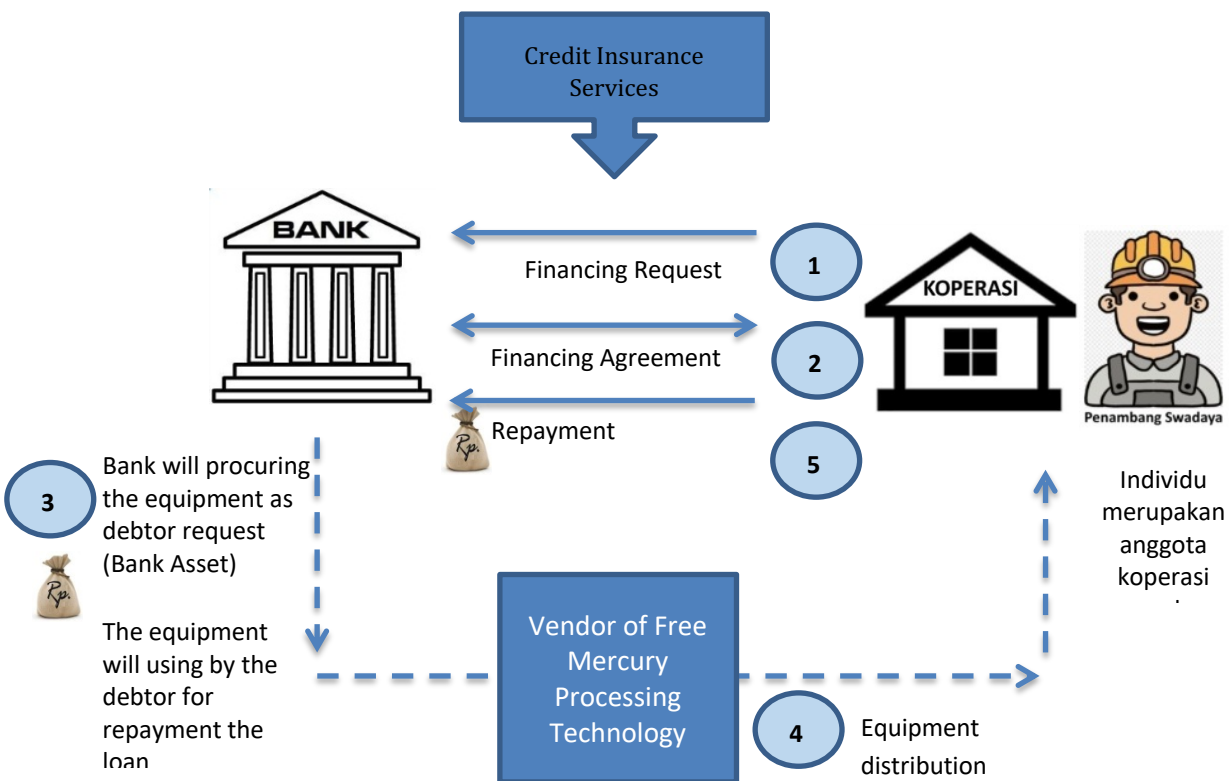 Credit Insurance
Services
BANK
Financing Request
1
KOPERASI
Financing Agreement
2
Penambang Swadaya
Rp.
Repayment
5
3
Bank will procuring
the equipment as
debtor request
(Bank Asset)
Rp.
The equipment
will using by the
debtor for
repayment the
loan
Vendor of Free
Mercury
Processing
Technology
4
Equipment
distribution
Individu
merupakan
anggota
koperasi